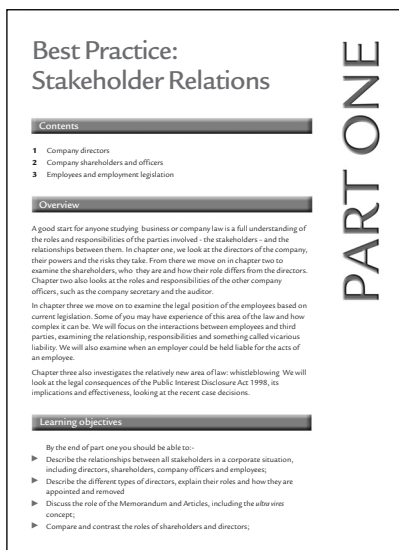 Best Practice:
Stakeholder Relations
PART ONE
Contents
1 Company directors
2 Company shareholders and officers
3 Employees and employment legislation
Overview
A good start for anyone studying business or company law is a full understanding of
the roles and responsibilities of the parties involved - the stakeholders – and the
relationships between them. In chapter one, we look at the directors of the company,
their powers and the risks they take. From there we move on in chapter two to
examine the shareholders, who they are and how their role differs from the directors.
Chapter two also looks at the roles and responsibilities of the other company
officers, such as the company secretary and the auditor.
In chapter three we move on to examine the legal position of the employees based on
current legislation. Some of you may have experience of this area of the law and how
complex it can be. We will focus on the interactions between employees and third
parties, examining the relationship, responsibilities and something called vicarious
liability. We will also examine when an employer could be held liable for the acts of
an employee.
Chapter three also investigates the relatively new area of law: whistleblowing We will
look at the legal consequences of the Public Interest Disclosure Act 1998, its
implications and effectiveness, looking at the recent case decisions.
Learning objectives
By the end of part one you should be able to:-
► Describe the relationships between all stakeholders in a corporate situation,
including directors, shareholders, company officers and employees;
► Describe the different types of directors, explain their roles and how they are
appointed and removed
► Discuss the role of the Memorandum and Articles, including the ultra vires
concept;
► Compare and contrast the roles of shareholders and directors;